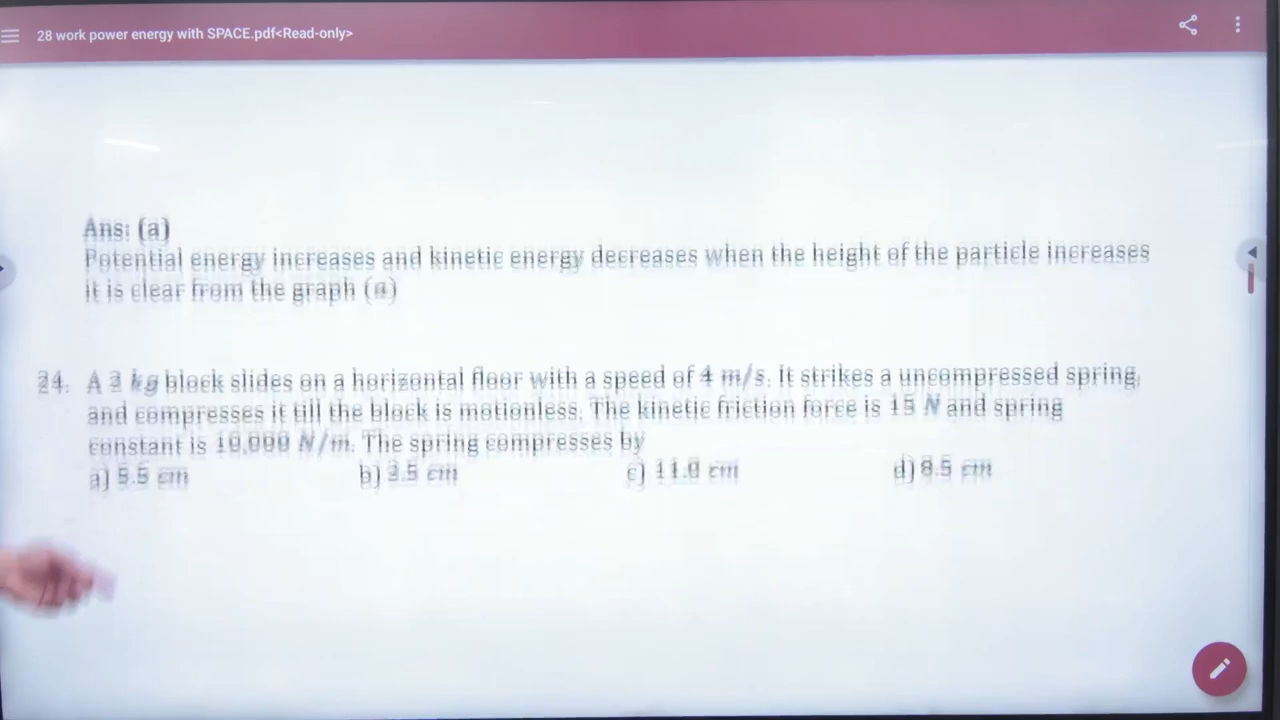 28 work power energy with SPACE.pdf<Read-only>
Ans: (a)
Potential energy increases and kinetic energy decreases when the height of the particle increases
it is clear from the graph (a)
24. A 2 kg block slides on a horizontal floor with a speed of 4 m/s. It strikes a uncompressed spring,
and compresses it till the block is motionless. The kinetic friction force is 15 N and spring
constant is 10,000 N/m. The spring compresses by
a) 5.5 cm b) 2.5 cm c) 11.0 cm d) 8.5 cm